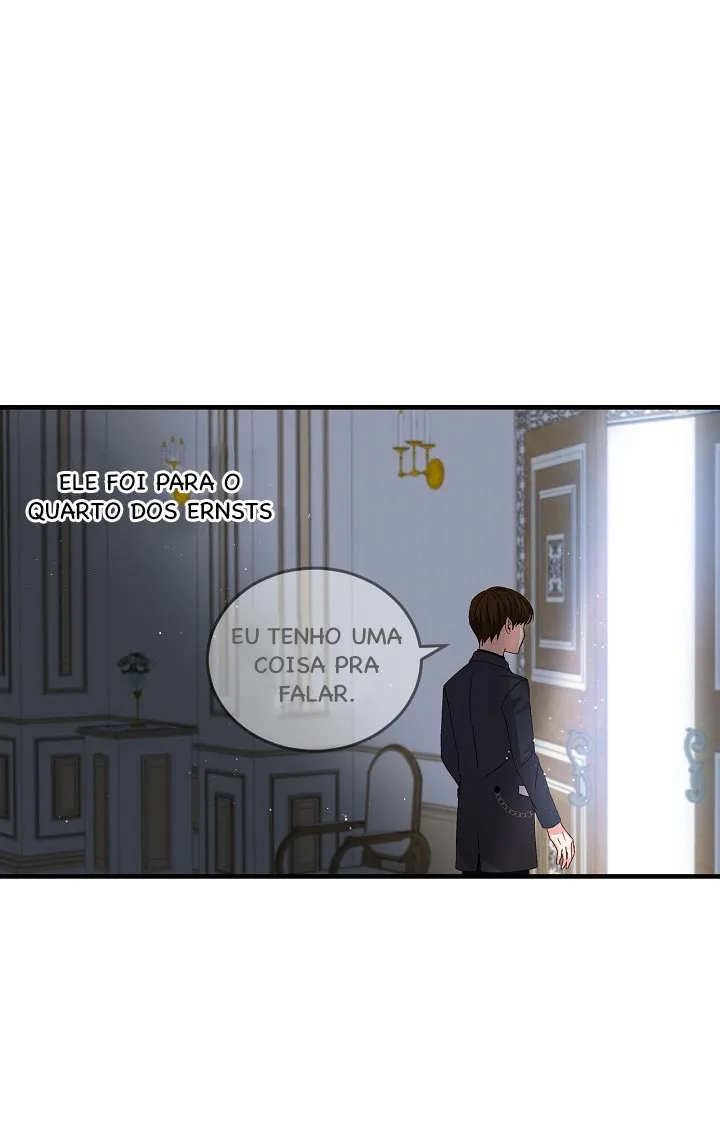 ELE FOI PARA O
QUARTO DOS ERNSTS
EU TENHO UMA
COISA PRA
FALAR.